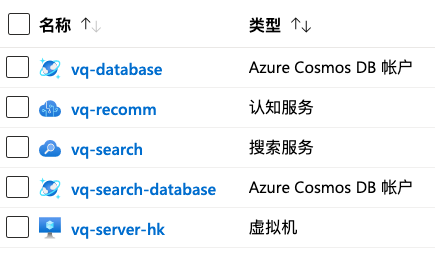 名称 ↑↓ 类型 ↑↓
vq-database Azure Cosmos DB 帐户
vq-recomm 认知服务
vq-search 搜索服务
vq-search-database Azure Cosmos DB 帐户
vq-server-hk 虚拟机